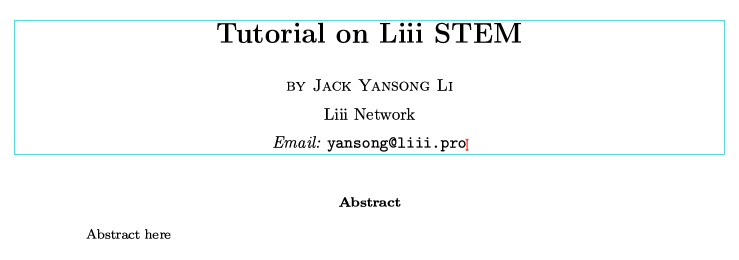 Tutorial on Liii STEM
BY JACK YANSONG LI
Liii Network
Email: yansong@liii.pro
Abstract
Abstract here